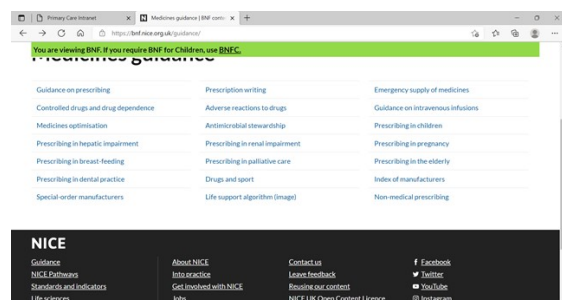 Primary Care Intranet
Medicines guidance | BNF conte
https://bnf.nice.org.uk/guidance/
You are viewing BNF. If you require BNF for Children, use BNFC.
Medicines guidance
Guidance on prescribing
Prescription writing
Emergency supply of medicines
Controlled drugs and drug dependence
Adverse reactions to drugs
Guidance on intravenous infusions
Medicines optimisation
Antimicrobial stewardship
Prescribing in children
Prescribing in hepatic impairment
Prescribing in renal impairment
Prescribing in pregnancy
Prescribing in breast-feeding
Prescribing in palliative care
Prescribing in the elderly
Prescribing in dental practice
Drugs and sport
Index of manufacturers
Special-order manufacturers
Life support algorithm (image)
Non-medical prescribing
NICE
Guidance
About NICE
Contact us
Facebook
NICE Pathways
Into practice
Leave feedback
Twitter
Standards and indicators
Get involved with NICE
Reusing our content
YouTube
Life sciences
Jobs
NICE UK Open Content Licence
Instagram